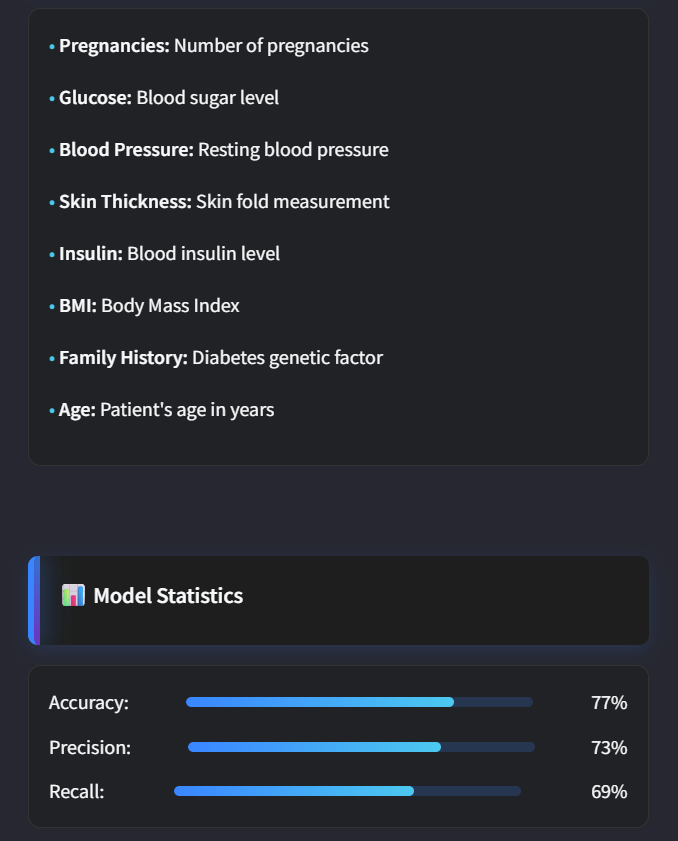 • Pregnancies: Number of pregnancies
• Glucose: Blood sugar level
• Blood Pressure: Resting blood pressure
• Skin Thickness: Skin fold measurement
• Insulin: Blood insulin level
• BMI: Body Mass Index
• Family History: Diabetes genetic factor
• Age: Patient's age in years
📊 Model Statistics
Accuracy: 77%
Precision: 73%
Recall: 69%